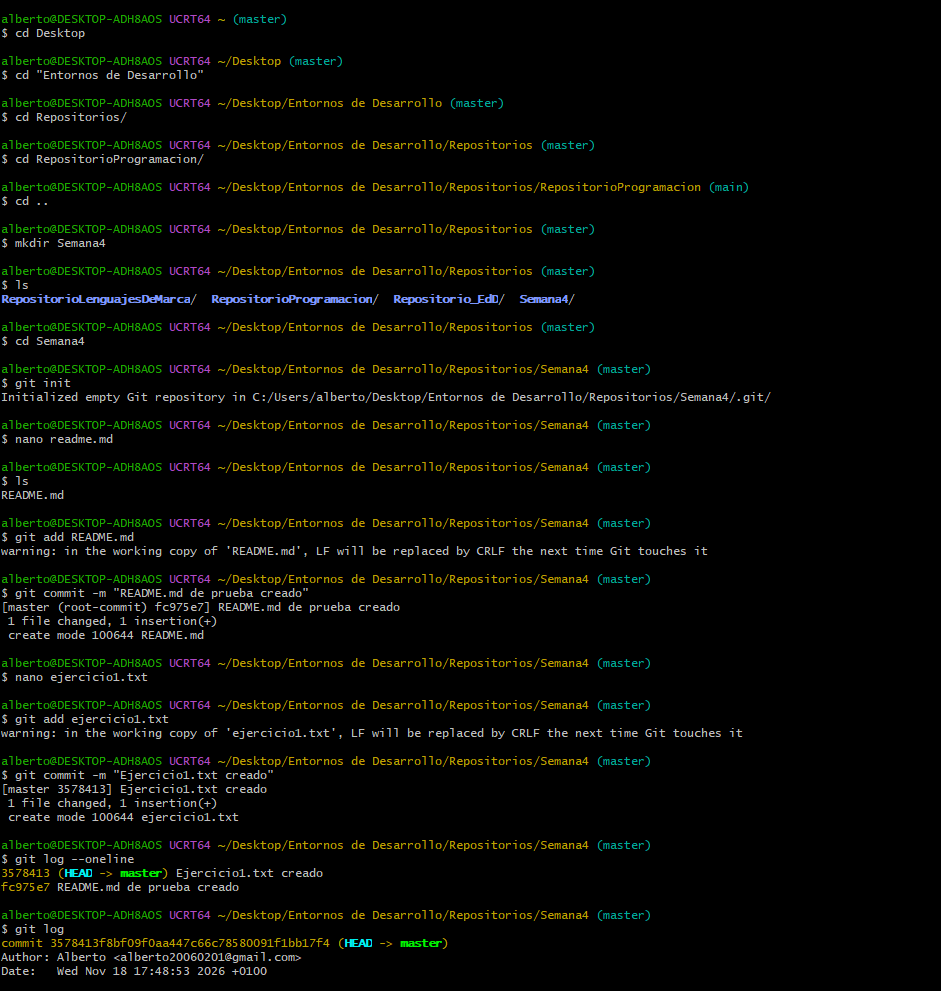 alberto@DESKTOP-ADH8AOS UCRT64 ~ (master)
$ cd Desktop
alberto@DESKTOP-ADH8AOS UCRT64 ~/Desktop (master)
$ cd "Entornos de Desarrollo"
alberto@DESKTOP-ADH8AOS UCRT64 ~/Desktop/Entornos de Desarrollo (master)
$ cd Repositorios/
alberto@DESKTOP-ADH8AOS UCRT64 ~/Desktop/Entornos de Desarrollo/Repositorios (master)
$ cd RepositorioProgramacion/
alberto@DESKTOP-ADH8AOS UCRT64 ~/Desktop/Entornos de Desarrollo/Repositorios/RepositorioProgramacion (main)
$ cd ..
alberto@DESKTOP-ADH8AOS UCRT64 ~/Desktop/Entornos de Desarrollo/Repositorios (master)
$ mkdir Semana4
alberto@DESKTOP-ADH8AOS UCRT64 ~/Desktop/Entornos de Desarrollo/Repositorios (master)
$ ls
RepositorioLenguajesDeMarca/  RepositorioProgramacion/  Repositorio_EdD/  Semana4/
alberto@DESKTOP-ADH8AOS UCRT64 ~/Desktop/Entornos de Desarrollo/Repositorios (master)
$ cd Semana4
alberto@DESKTOP-ADH8AOS UCRT64 ~/Desktop/Entornos de Desarrollo/Repositorios/Semana4 (master)
$ git init
Initialized empty Git repository in C:/Users/alberto/Desktop/Entornos de Desarrollo/Repositorios/Semana4/.git/
alberto@DESKTOP-ADH8AOS UCRT64 ~/Desktop/Entornos de Desarrollo/Repositorios/Semana4 (master)
$ nano readme.md
alberto@DESKTOP-ADH8AOS UCRT64 ~/Desktop/Entornos de Desarrollo/Repositorios/Semana4 (master)
$ ls
README.md
alberto@DESKTOP-ADH8AOS UCRT64 ~/Desktop/Entornos de Desarrollo/Repositorios/Semana4 (master)
$ git add README.md
warning: in the working copy of 'README.md', LF will be replaced by CRLF the next time Git touches it
alberto@DESKTOP-ADH8AOS UCRT64 ~/Desktop/Entornos de Desarrollo/Repositorios/Semana4 (master)
$ git commit -m "README.md de prueba creado"
[master (root-commit) fc975e7] README.md de prueba creado
 1 file changed, 1 insertion(+)
 create mode 100644 README.md
alberto@DESKTOP-ADH8AOS UCRT64 ~/Desktop/Entornos de Desarrollo/Repositorios/Semana4 (master)
$ nano ejercicio1.txt
alberto@DESKTOP-ADH8AOS UCRT64 ~/Desktop/Entornos de Desarrollo/Repositorios/Semana4 (master)
$ git add ejercicio1.txt
warning: in the working copy of 'ejercicio1.txt', LF will be replaced by CRLF the next time Git touches it
alberto@DESKTOP-ADH8AOS UCRT64 ~/Desktop/Entornos de Desarrollo/Repositorios/Semana4 (master)
$ git commit -m "Ejercicio1.txt creado"
[master 3578413] Ejercicio1.txt creado
 1 file changed, 1 insertion(+)
 create mode 100644 ejercicio1.txt
alberto@DESKTOP-ADH8AOS UCRT64 ~/Desktop/Entornos de Desarrollo/Repositorios/Semana4 (master)
$ git log --oneline
3578413 (HEAD -> master) Ejercicio1.txt creado
fc975e7 README.md de prueba creado
alberto@DESKTOP-ADH8AOS UCRT64 ~/Desktop/Entornos de Desarrollo/Repositorios/Semana4 (master)
$ git log
commit 3578413f8bf09f0aa447c66c78580091f1bb17f4 (HEAD -> master)
Author: Alberto <alberto20060201@gmail.com>
Date:   Wed Nov 18 17:48:53 2026 +0100